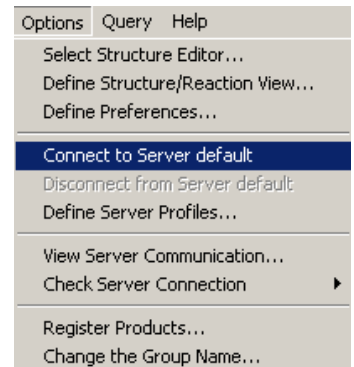 Options Query Help
Select Structure Editor...
Define Structure/Reaction View...
Define Preferences...
Connect to Server default
Disconnect from Server default
Define Server Profiles...
View Server Communication...
Check Server Connection
Register Products...
Change the Group Name...